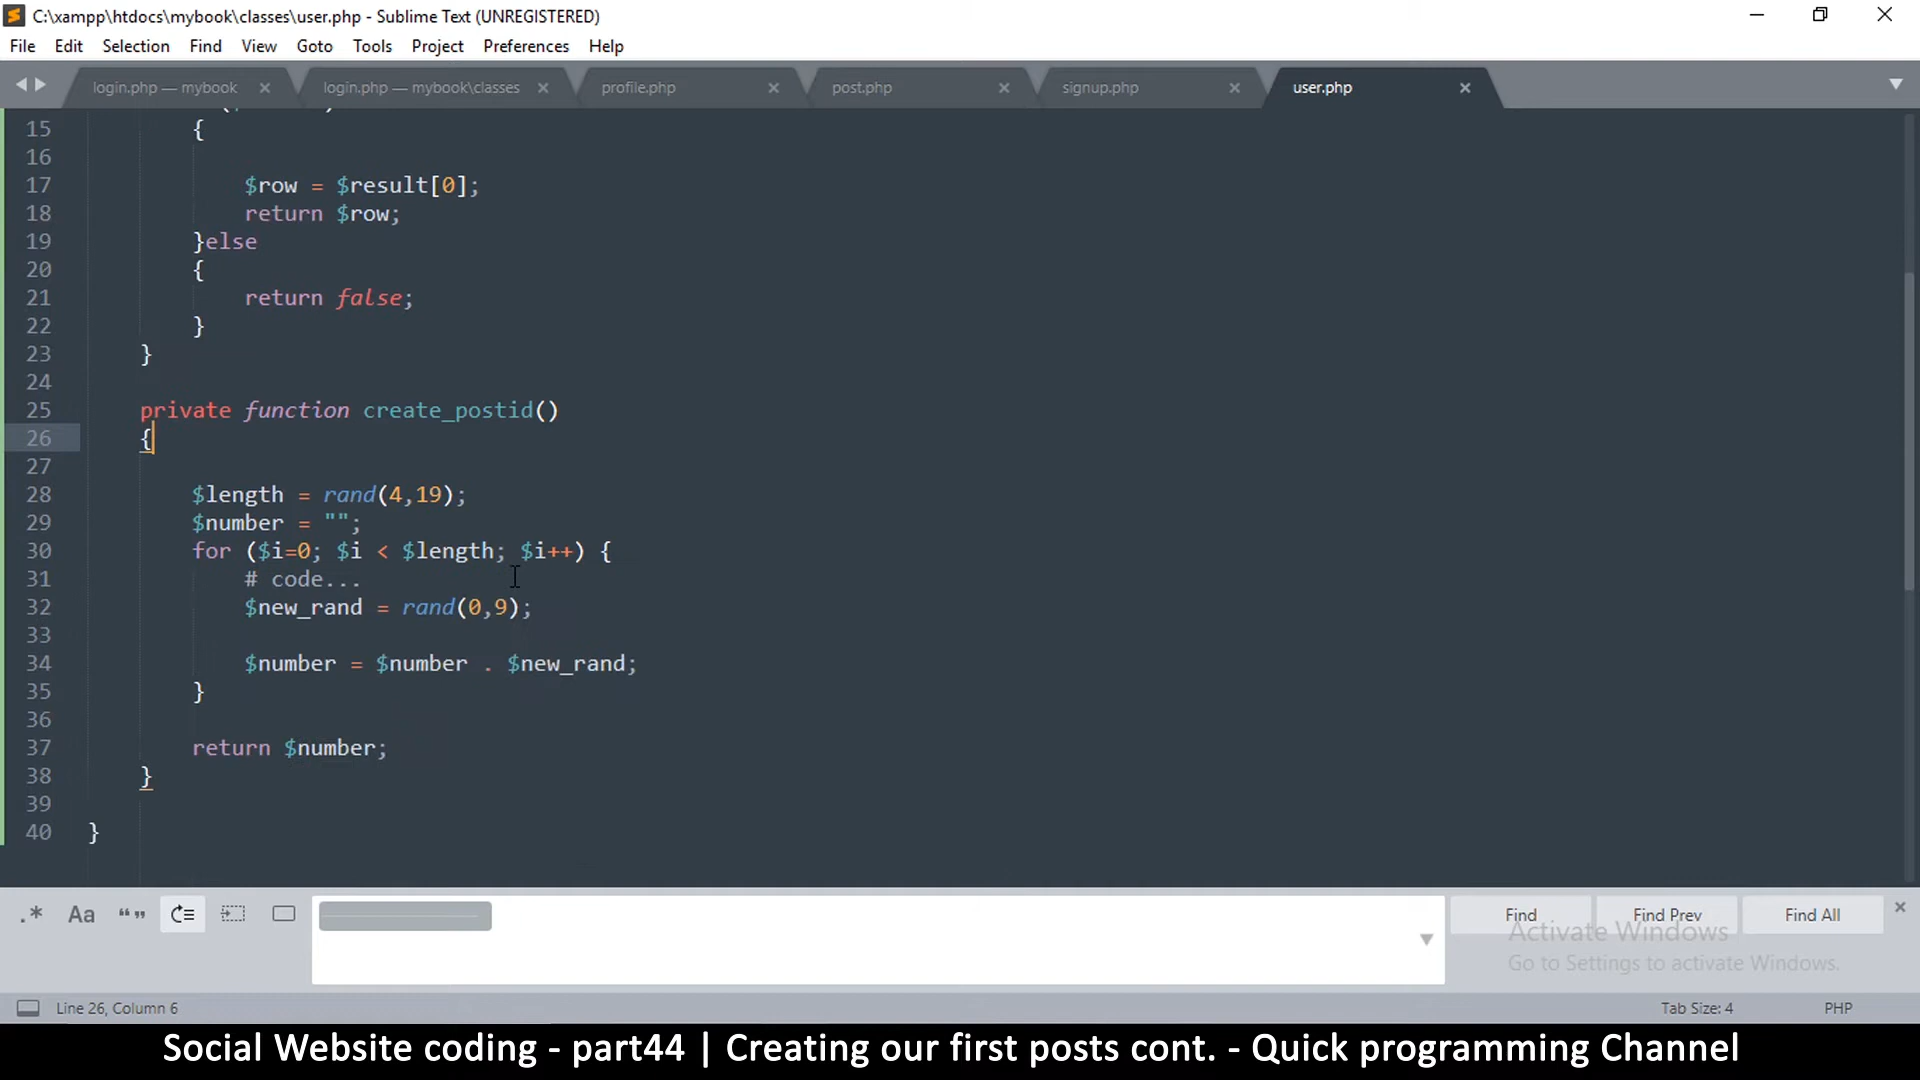 C:\xampp\htdocs\mybook\classes\user.php - Sublime Text (UNREGISTERED)
File Edit Selection Find View Goto Tools Project Preferences Help
login.php — mybook login.php — mybook\classes profile.php post.php signup.php user.php
15 {
16
17 $row = $result[0];
18 return $row;
19 }else
20 {
21 return false;
22 }
23 }
24
25 private function create_postid()
26 {
27
28 $length = rand(4,19);
29 $number = "";
30 for ($i=0; $i < $length; $i++) {
31 # code...
32 $new_rand = rand(0,9);
33
34 $number = $number . $new_rand;
35 }
36
37 return $number;
38 }
39
40 }
.* Aa “” Find Find Prev Find All
Activate Windows
Go to Settings to activate Windows.
Line 26, Column 6 Tab Size: 4 PHP
Social Website coding - part44 | Creating our first posts cont. - Quick programming Channel